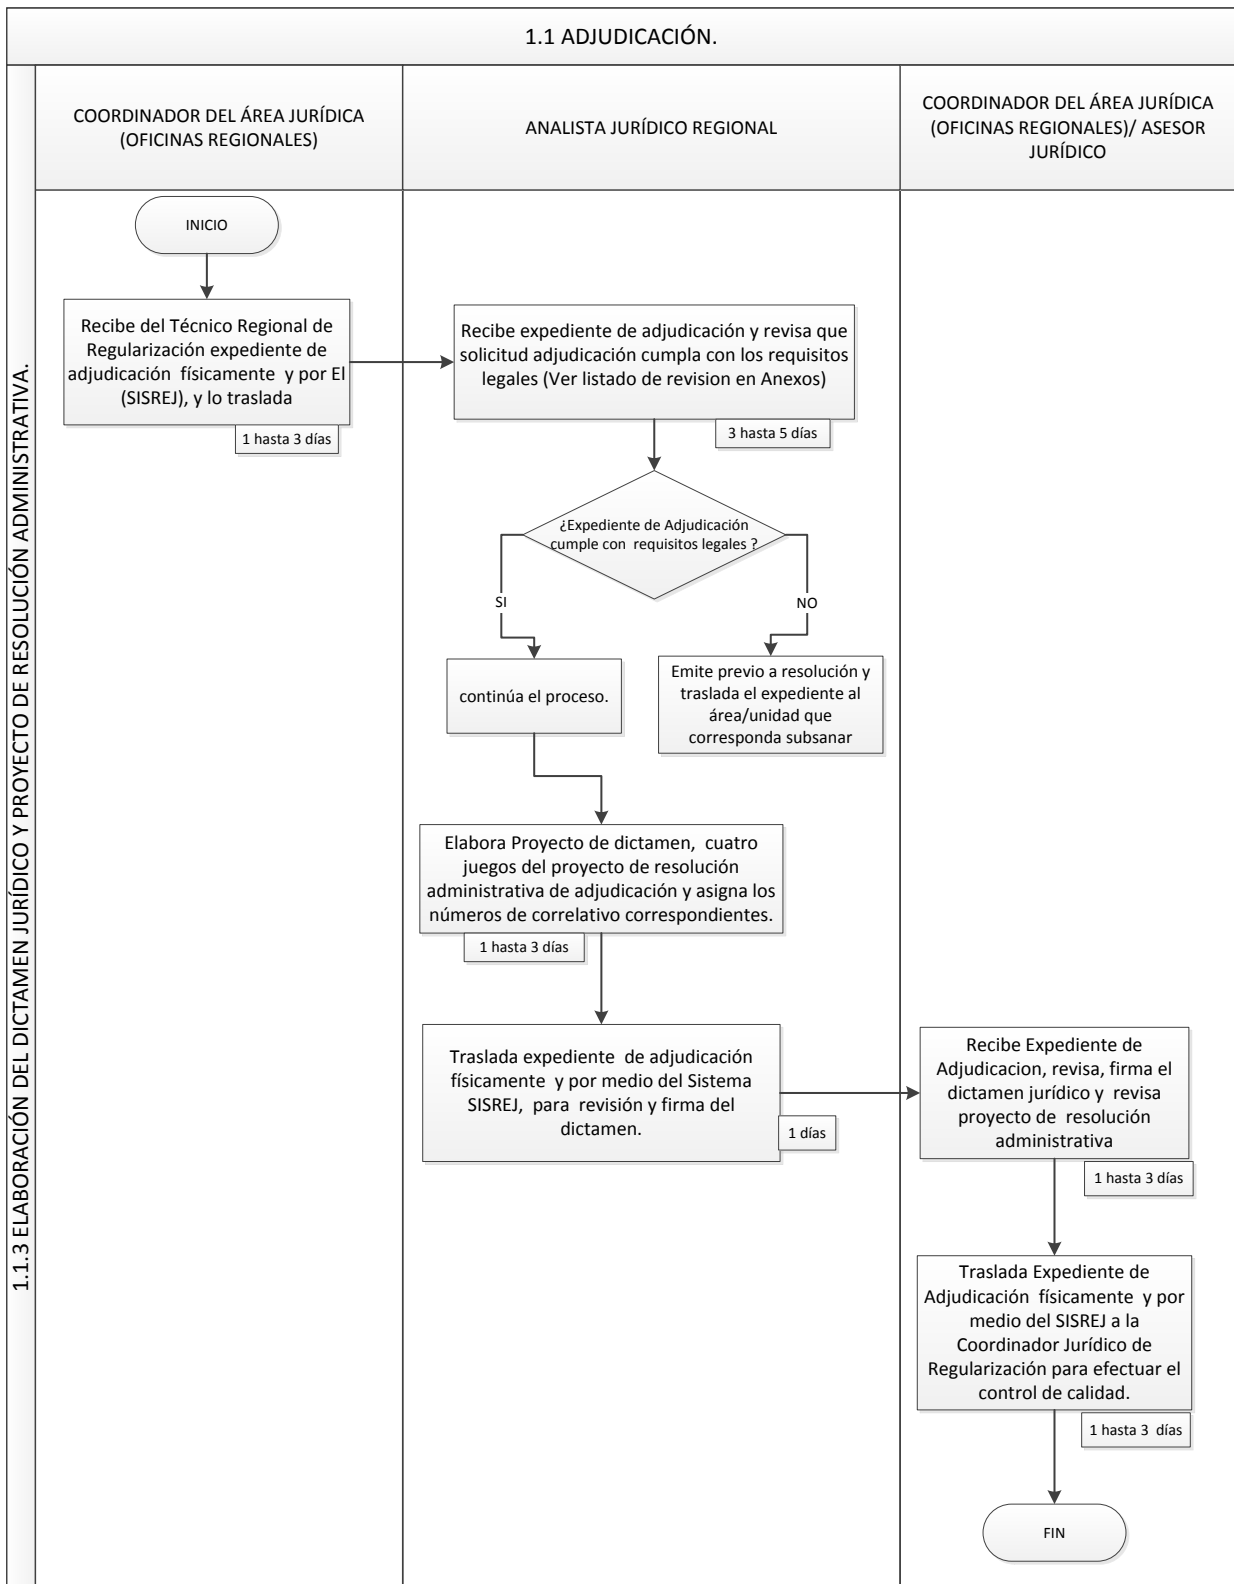 1.1 ADJUDICACIÓN.
1.1.3 ELABORACIÓN DEL DICTAMEN JURÍDICO Y PROYECTO DE RESOLUCIÓN ADMINISTRATIVA.
COORDINADOR DEL ÁREA JURÍDICA
(OFICINAS REGIONALES)
ANALISTA JURÍDICO REGIONAL
COORDINADOR DEL ÁREA JURÍDICA
(OFICINAS REGIONALES)/ ASESOR
JURÍDICO
INICIO
Recibe del Técnico Regional de
Regularización expediente de
adjudicación físicamente y por El
(SISREJ), y lo traslada
1 hasta 3 días
Recibe expediente de adjudicación y revisa que
solicitud adjudicación cumpla con los requisitos
legales (Ver listado de revision en Anexos)
3 hasta 5 días
¿Expediente de Adjudicación
cumple con requisitos legales ?
SI
NO
continúa el proceso.
Emite previo a resolución y
traslada el expediente al
área/unidad que
corresponda subsanar
Elabora Proyecto de dictamen, cuatro
juegos del proyecto de resolución
administrativa de adjudicación y asigna los
números de correlativo correspondientes.
1 hasta 3 días
Traslada expediente de adjudicación
físicamente y por medio del Sistema
SISREJ, para revisión y firma del
dictamen.
1 días
Recibe Expediente de
Adjudicacion, revisa, firma el
dictamen jurídico y revisa
proyecto de resolución
administrativa
1 hasta 3 días
Traslada Expediente de
Adjudicación físicamente y por
medio del SISREJ a la
Coordinador Jurídico de
Regularización para efectuar el
control de calidad.
1 hasta 3 días
FIN